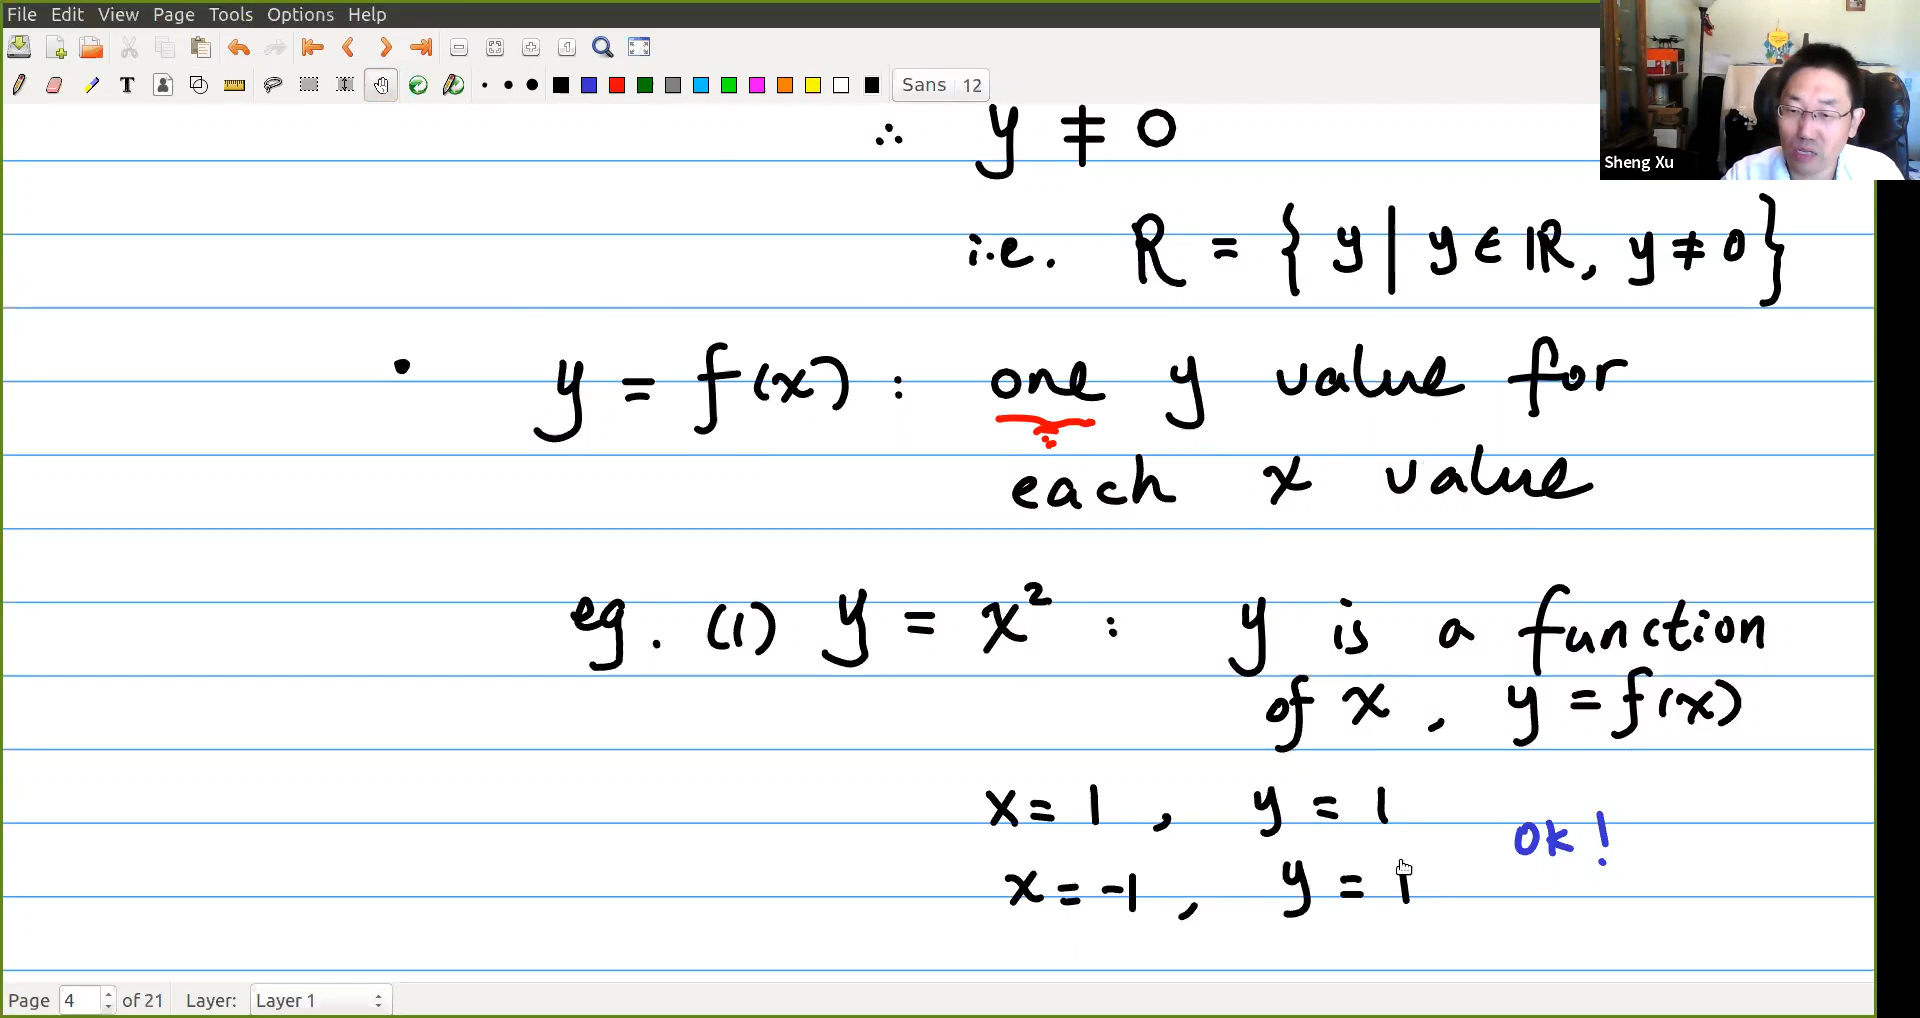 File Edit View Page Tools Options Help
Sans 12
Sheng Xu
∴ y ≠ 0
i.e. R = { y | y ∈ ℝ, y ≠ 0 }
• y = f(x) : one y value for
each x value
eg. (1) y = x² : y is a function
of x , y = f(x)
x = 1 , y = 1
ok !
x = -1 , y = 1
Page 4 of 21 Layer: Layer 1